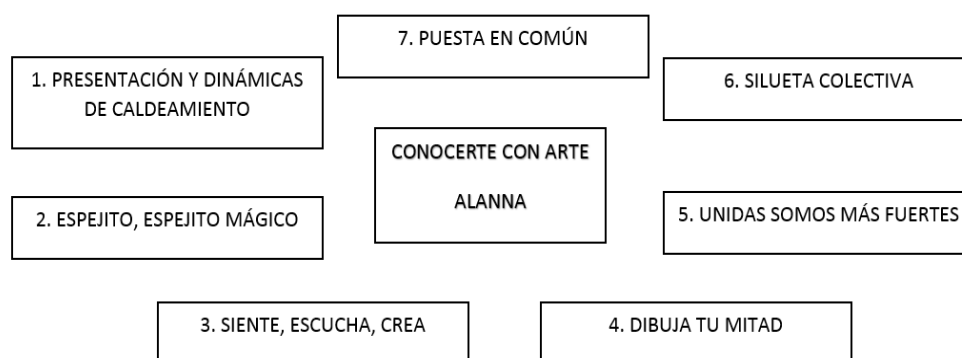 7. PUESTA EN COMÚN
1. PRESENTACIÓN Y DINÁMICAS
DE CALDEAMIENTO
6. SILUETA COLECTIVA
CONOCERTE CON ARTE
ALANNA
2. ESPEJITO, ESPEJITO MÁGICO
5. UNIDAS SOMOS MÁS FUERTES
3. SIENTE, ESCUCHA, CREA
4. DIBUJA TU MITAD